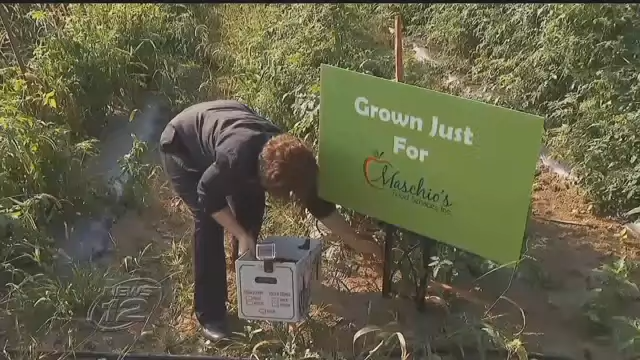 Grown Just
For
Maschio's
Food Services, Inc.
NEWS
12